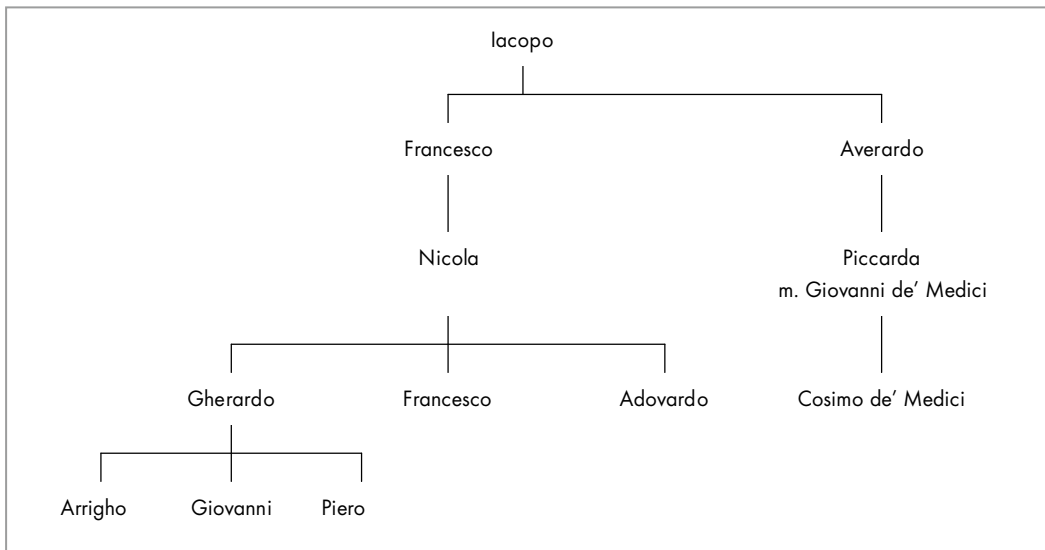 Iacopo
Francesco Averardo
Nicola Piccarda
m. Giovanni de’ Medici
Gherardo Francesco Adovardo Cosimo de’ Medici
Arrigho Giovanni Piero